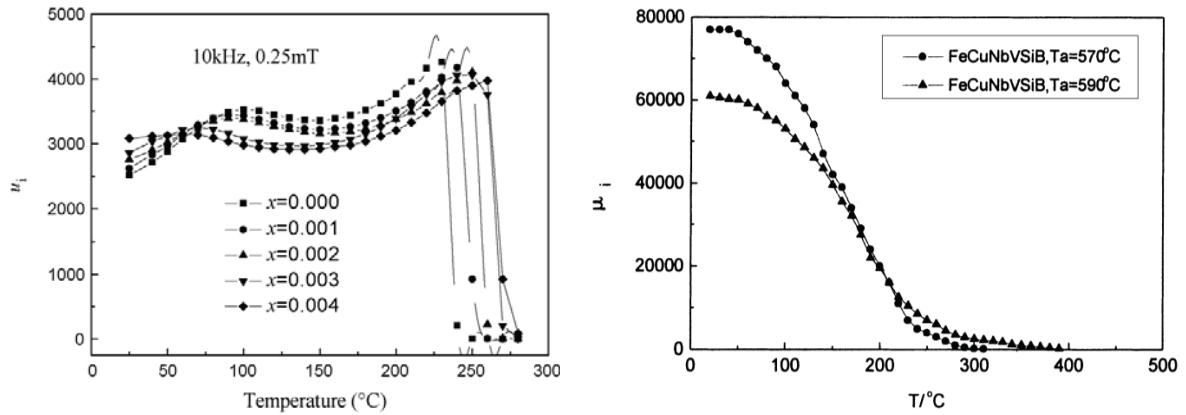 10kHz, 0.25mT
u_i
5000
4000
3000
2000
1000
0
x=0.000
x=0.001
x=0.002
x=0.003
x=0.004
0 50 100 150 200 250 300
Temperature (°C)
FeCuNbVSiB,Ta=570°C
FeCuNbVSiB,Ta=590°C
μ i
80000
60000
40000
20000
0
0 100 200 300 400 500
T/°C